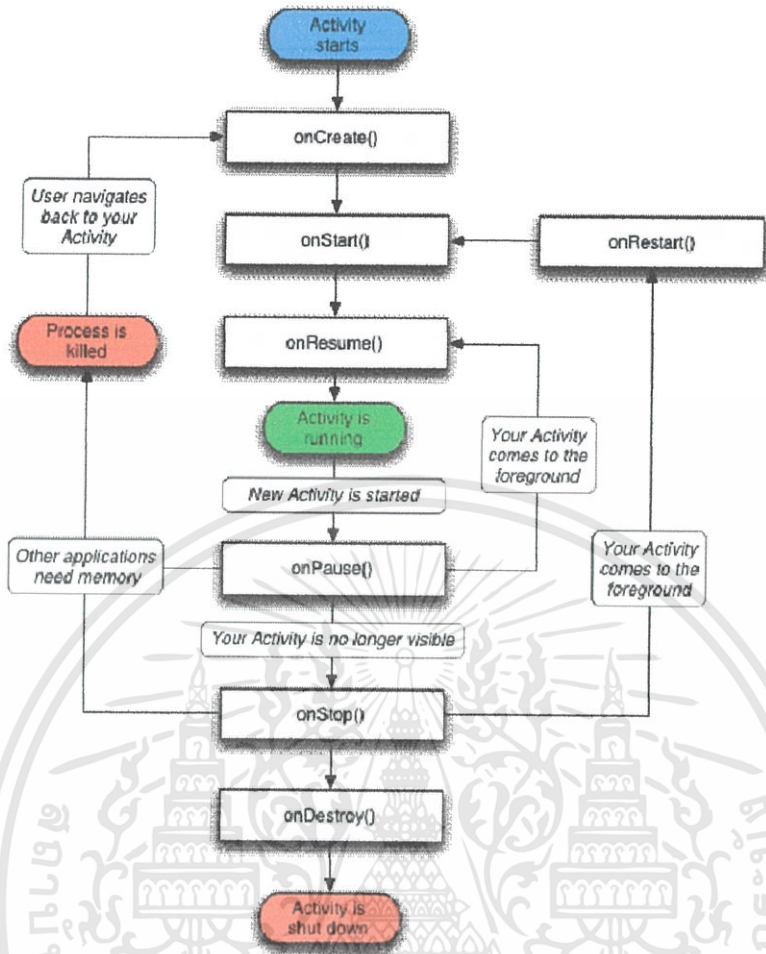 Activity
starts
onCreate()
User navigates
back to your
Activity
onStart()
onRestart()
Process is
killed
onResume()
Activity is
running
Your Activity
comes to the
foreground
New Activity is started
Other applications
need memory
onPause()
Your Activity
comes to the
foreground
Your Activity is no longer visible
onStop()
onDestroy()
Activity is
shut down